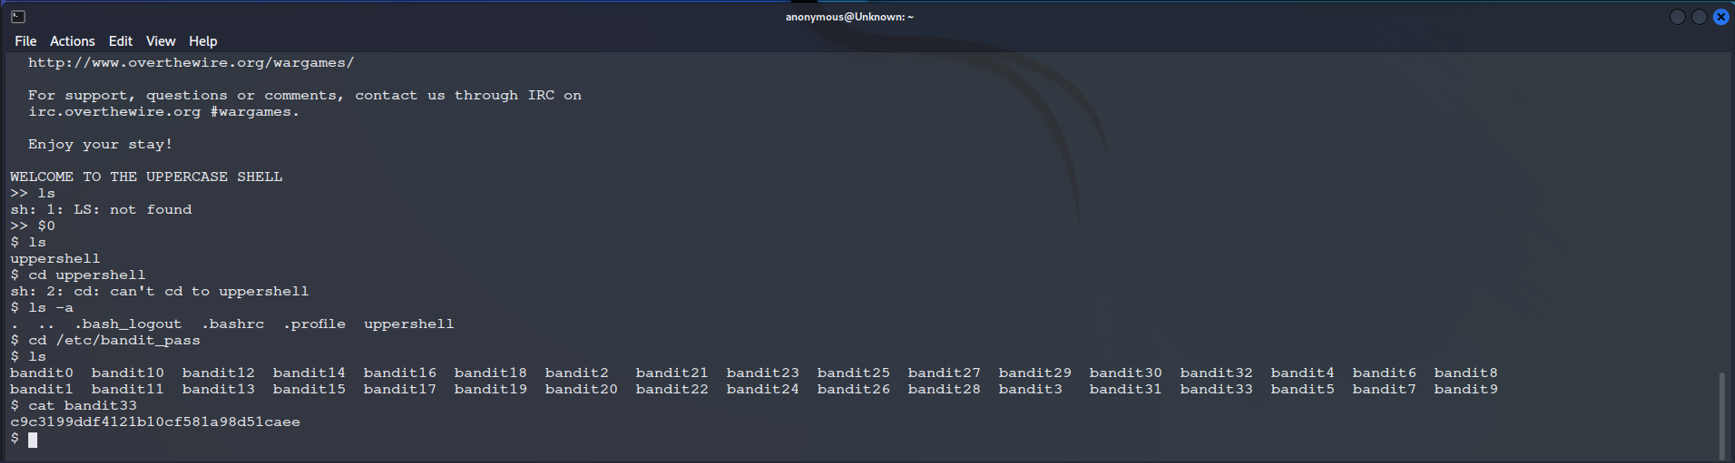 anonymous@Unknown: ~
File Actions Edit View Help
http://www.overthewire.org/wargames/
For support, questions or comments, contact us through IRC on
irc.overthewire.org #wargames.
Enjoy your stay!
WELCOME TO THE UPPERCASE SHELL
>> ls
sh: 1: LS: not found
>> $0
$ ls
uppershell
$ cd uppershell
sh: 2: cd: can't cd to uppershell
$ ls -a
. .. .bash_logout .bashrc .profile uppershell
$ cd /etc/bandit_pass
$ ls
bandit0 bandit10 bandit12 bandit14 bandit16 bandit18 bandit2 bandit21 bandit23 bandit25 bandit27 bandit29 bandit30 bandit32 bandit4 bandit6 bandit8
bandit1 bandit11 bandit13 bandit15 bandit17 bandit19 bandit20 bandit22 bandit24 bandit26 bandit28 bandit3 bandit31 bandit33 bandit5 bandit7 bandit9
$ cat bandit33
c9c3199ddf4121b10cf581a98d51caee
$